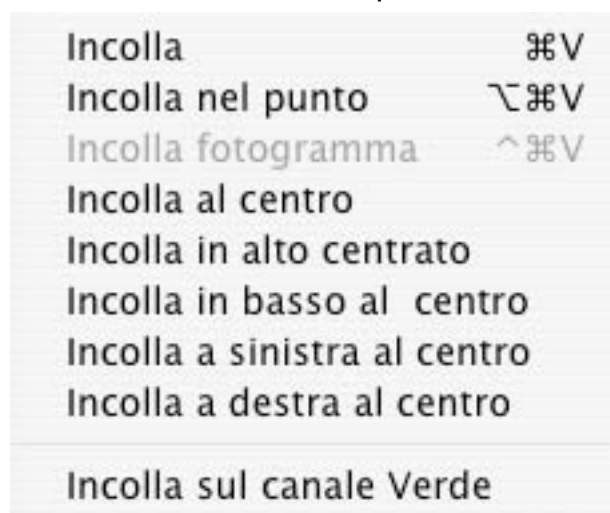 Incolla ⌘V
Incolla nel punto ⌥⌘V
Incolla fotogramma ^⌘V
Incolla al centro
Incolla in alto centrato
Incolla in basso al  centro
Incolla a sinistra al centro
Incolla a destra al centro
Incolla sul canale Verde